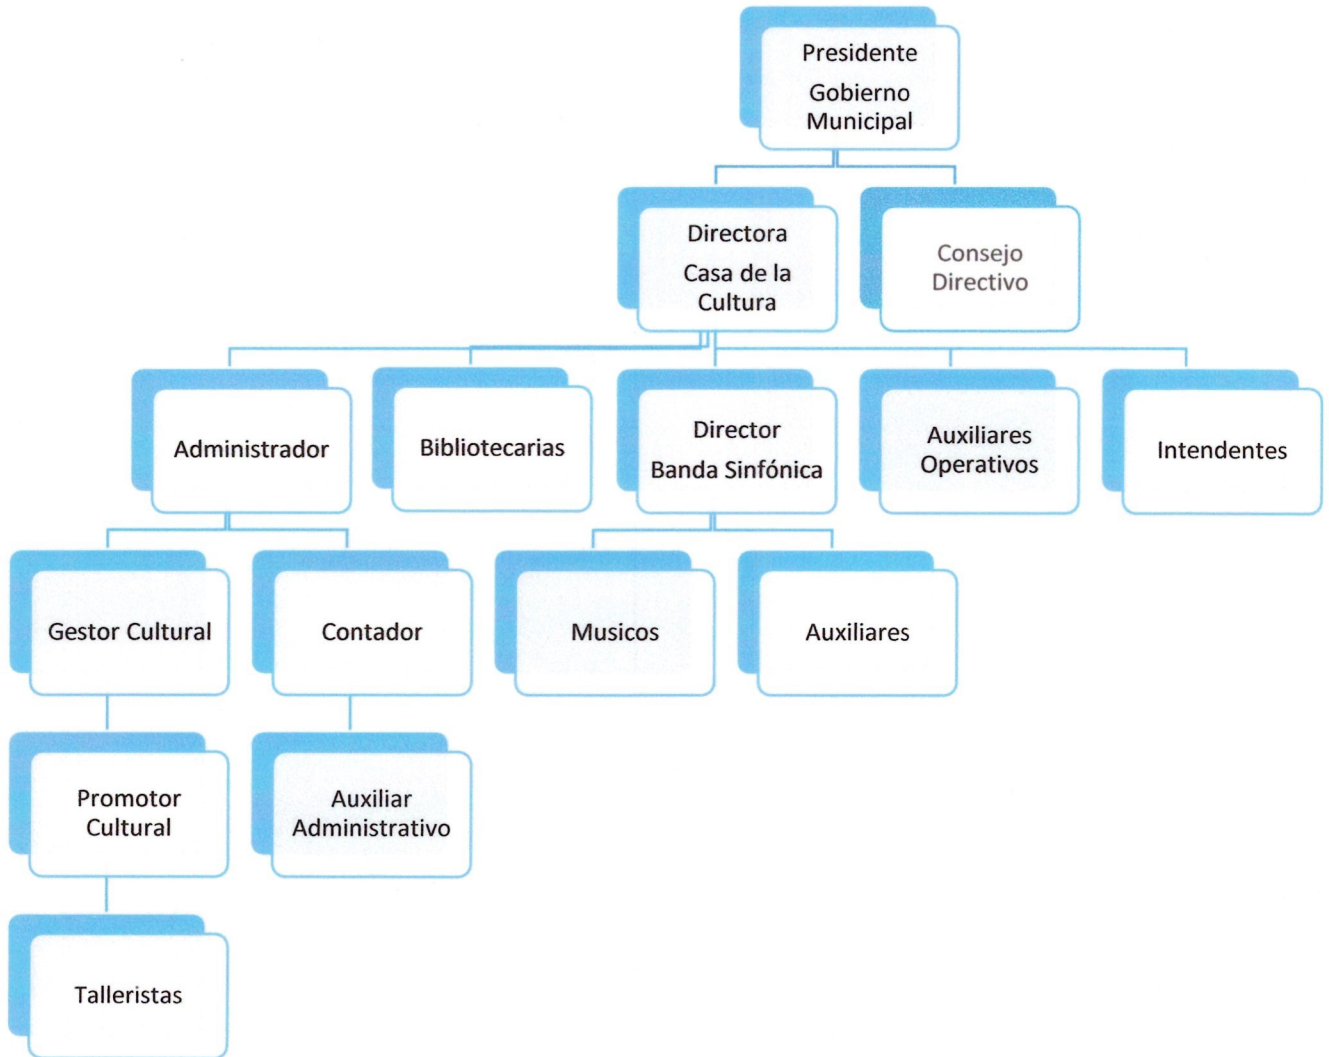 Presidente
Gobierno
Municipal
Directora
Casa de la
Cultura
Consejo
Directivo
Administrador
Bibliotecarias
Director
Banda Sinfónica
Auxiliares
Operativos
Intendentes
Gestor Cultural
Contador
Musicos
Auxiliares
Promotor
Cultural
Auxiliar
Administrativo
Talleristas